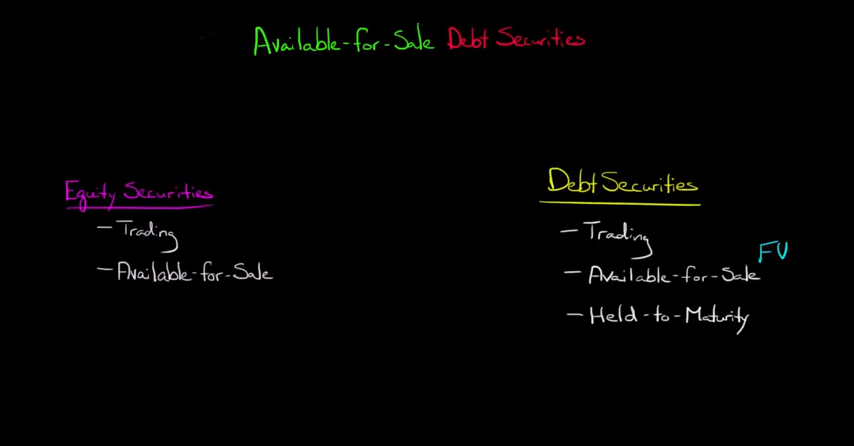 Available-for-Sale Debt Securities
Equity Securities
- Trading
- Available-for-Sale
Debt Securities
- Trading
- Available-for-Sale FV
- Held-to-Maturity